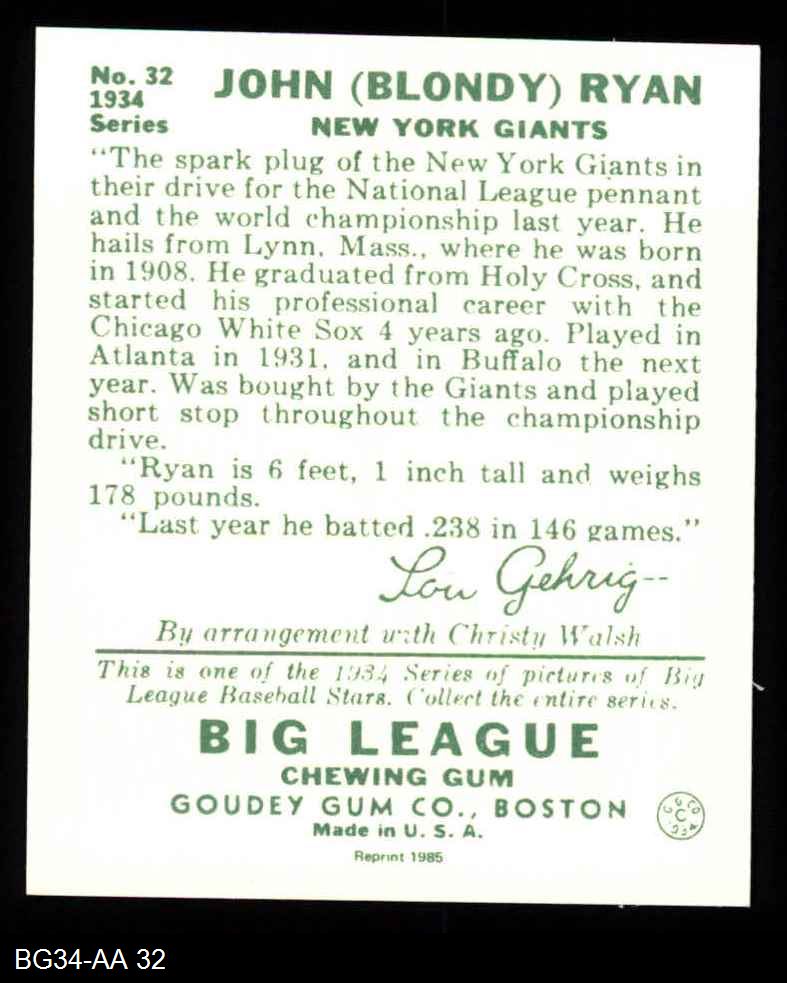 No. 32
1934
Series
JOHN (BLONDY) RYAN
NEW YORK GIANTS
"The spark plug of the New York Giants in
their drive for the National League pennant
and the world championship last year. He
hails from Lynn, Mass., where he was born
in 1908. He graduated from Holy Cross, and
started his professional career with the
Chicago White Sox 4 years ago. Played in
Atlanta in 1931, and in Buffalo the next
year. Was bought by the Giants and played
short stop throughout the championship
drive.
"Ryan is 6 feet, 1 inch tall and weighs
178 pounds.
"Last year he batted .238 in 146 games."
Lou Gehrig--
By arrangement with Christy Walsh
This is one of the 1934 Series of pictures of Big
League Baseball Stars. Collect the entire series.
BIG LEAGUE
CHEWING GUM
GOUDEY GUM CO., BOSTON
Made in U. S. A.
Reprint 1985
BG34-AA 32